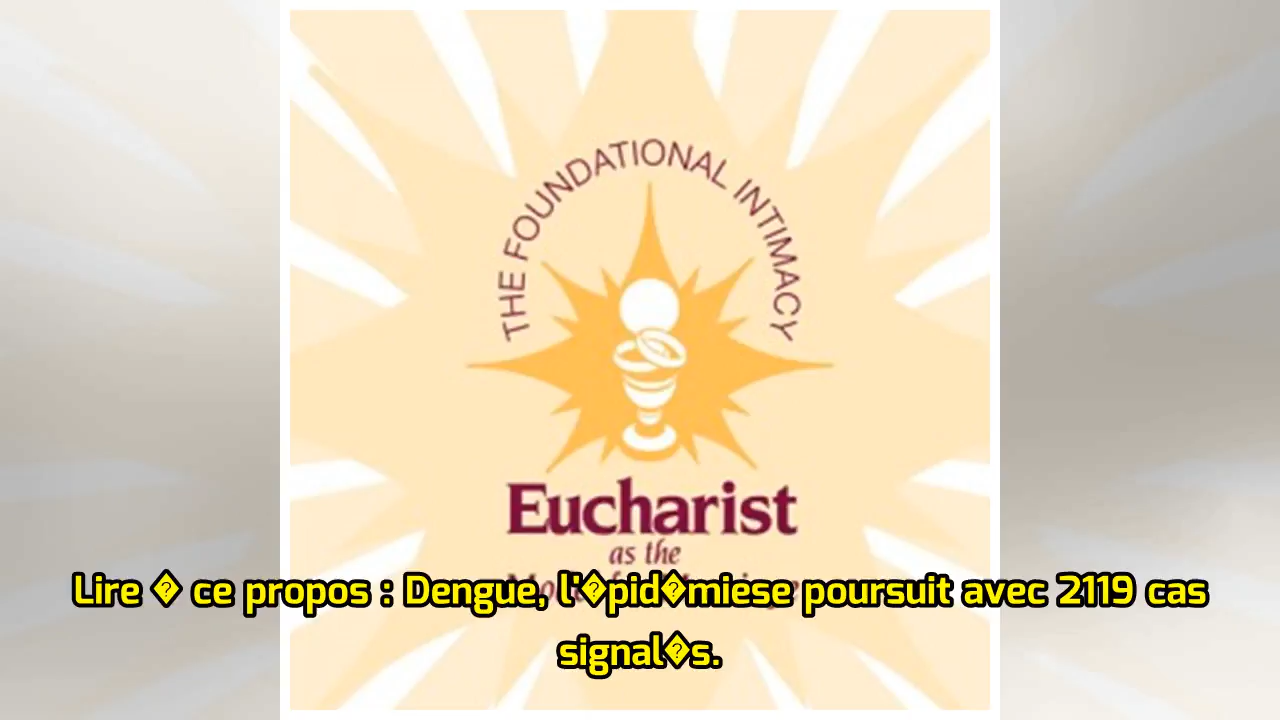 THE FOUNDATIONAL INTIMACY
Eucharist
as the
Lire � ce propos : Dengue, l'�pid�miese poursuit avec 2119 cas
signal�s.